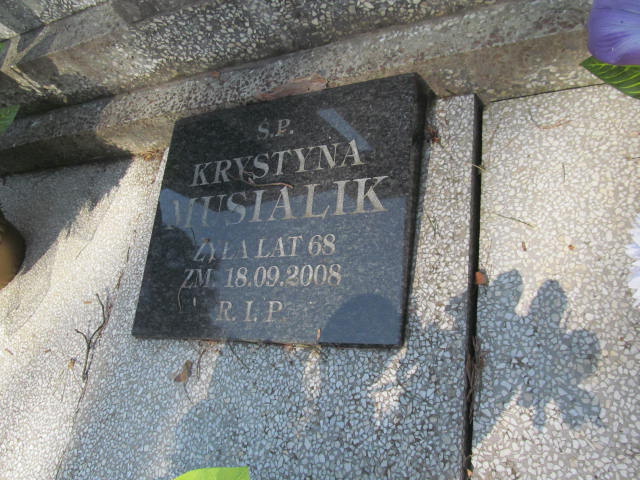 Ś.P.
KRYSTYNA
MUSIALIK
ŻYŁA LAT 68
ZM. 18.09.2008
R.I.P